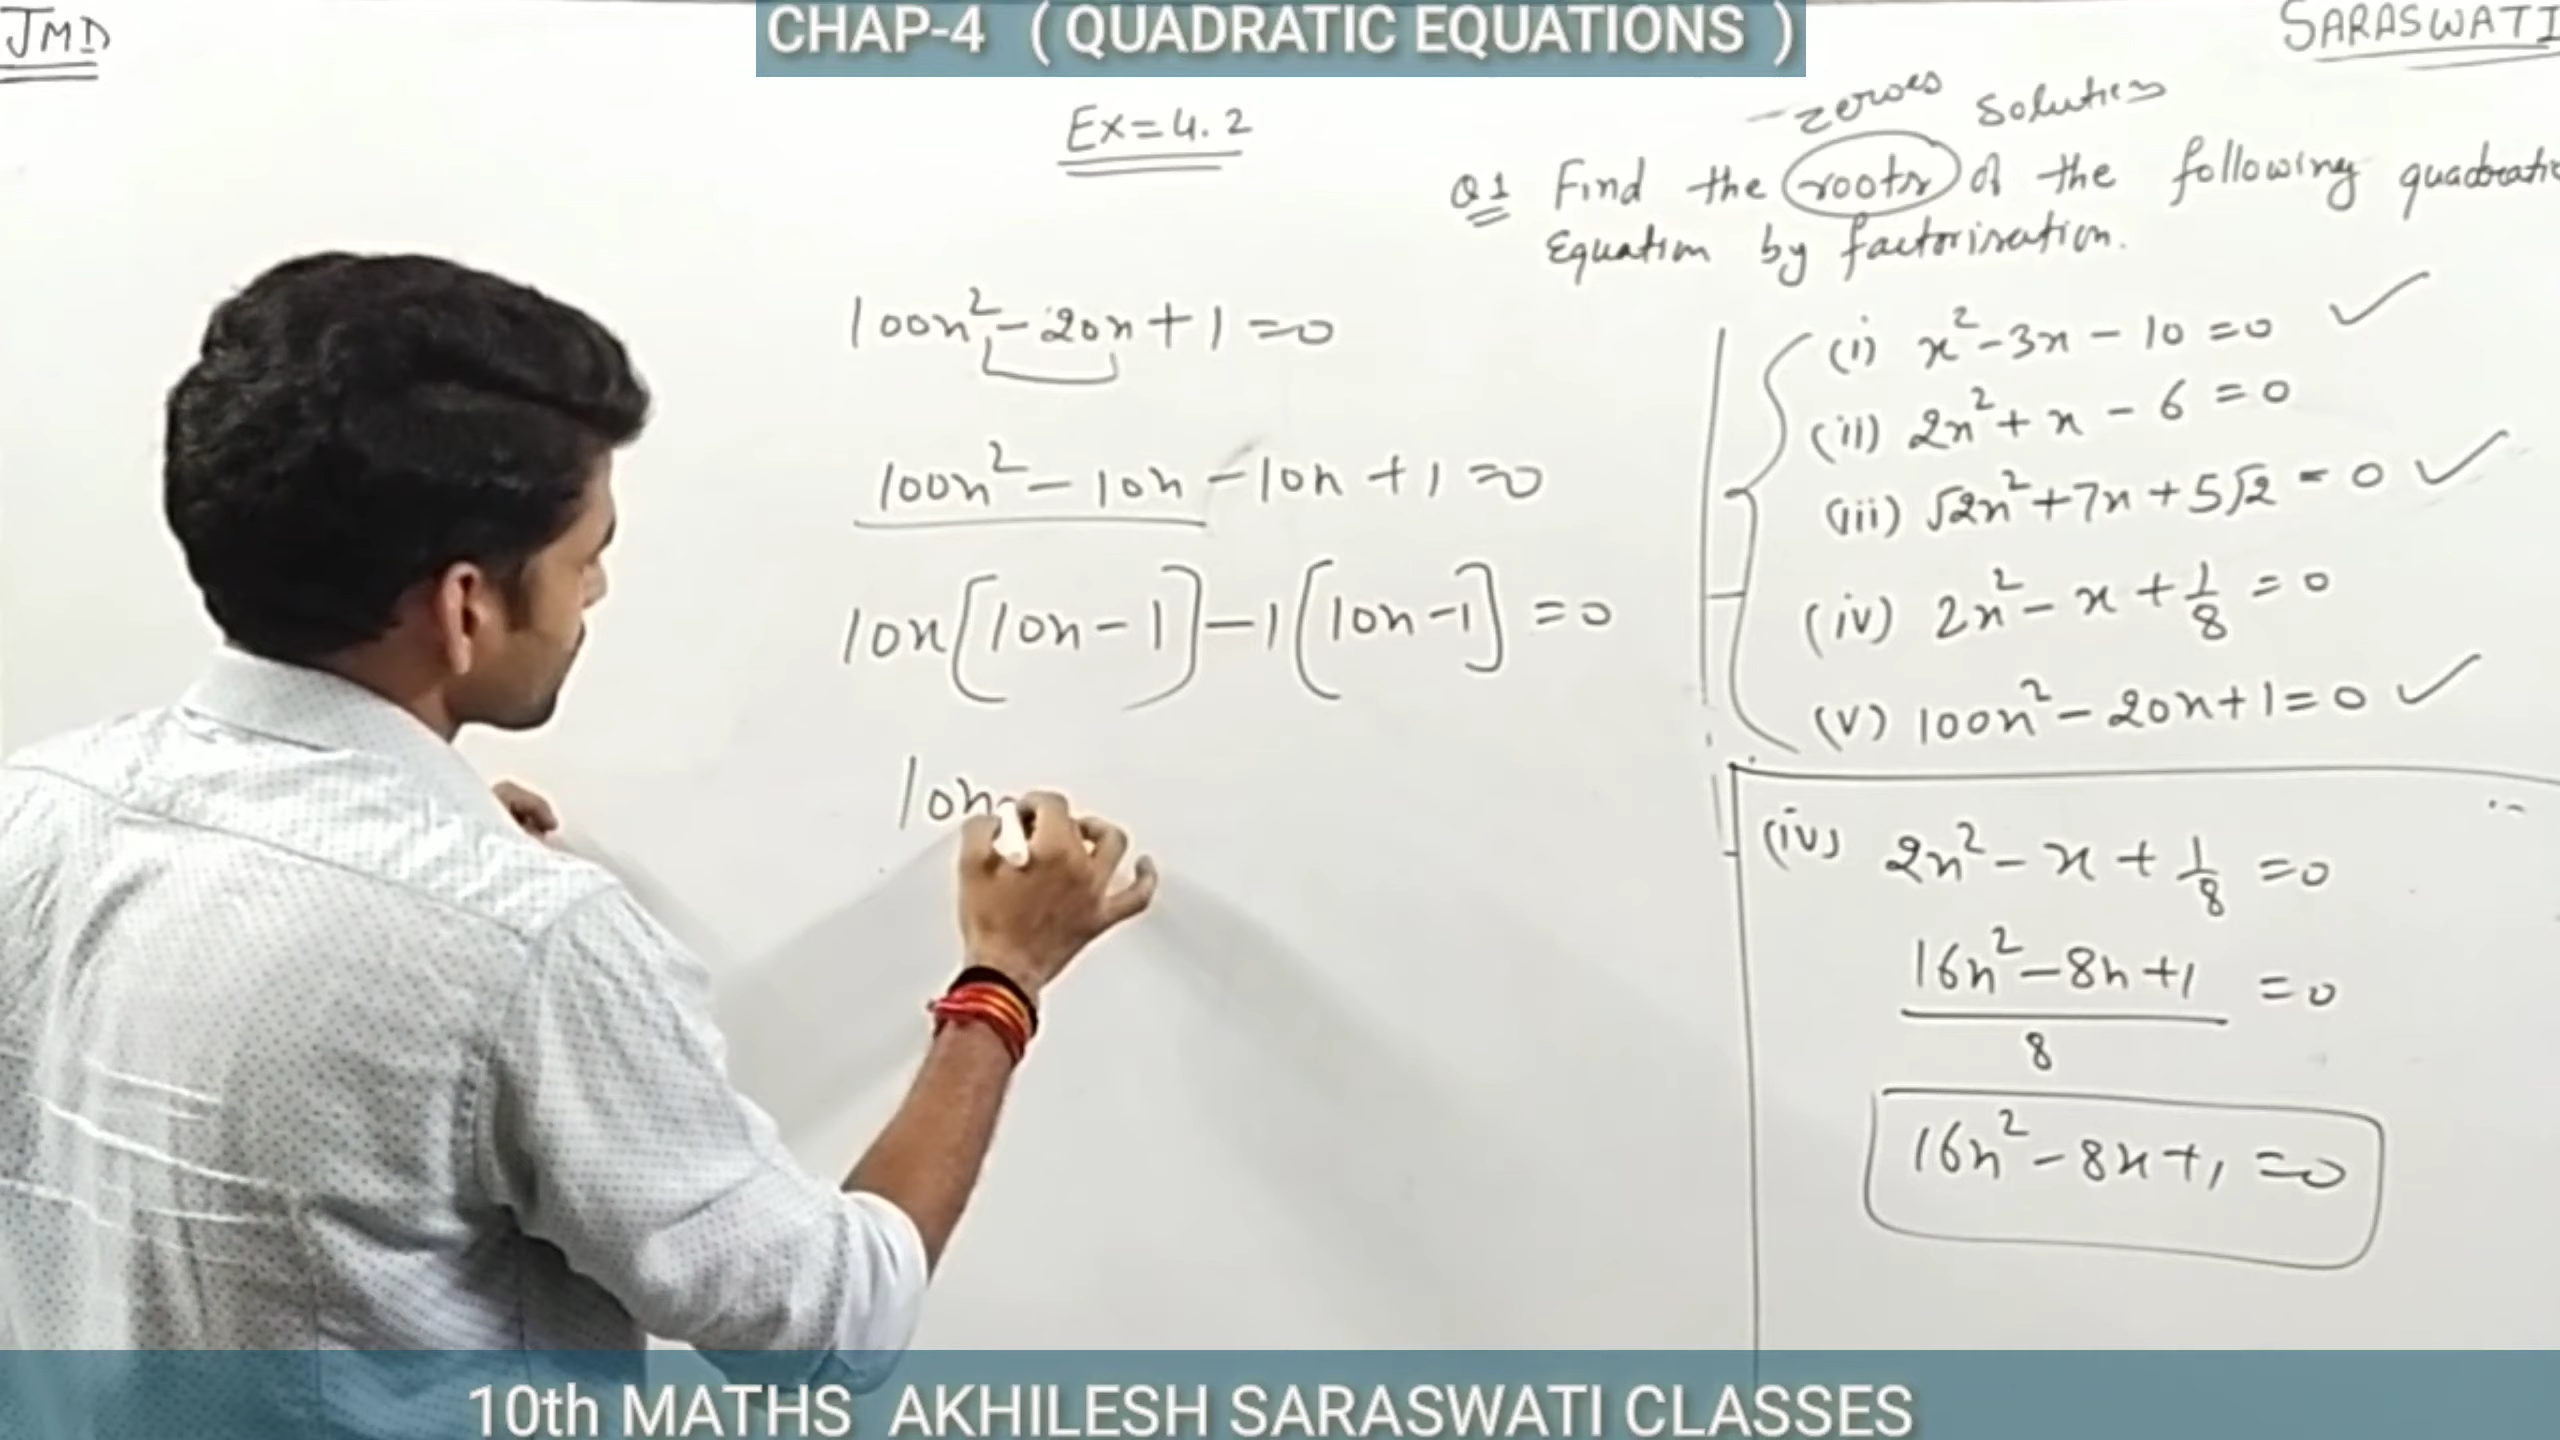 JMD
CHAP-4 ( QUADRATIC EQUATIONS )
SARASWATI
Ex=4.2
zeroes solution
Q1 Find the roots of the following quadratic
Equation by factorisation.
100x²-20x+1=0
100x²-10x-10x+1=0
10x[10x-1]-1[10x-1]=0
10x
(i) x²-3x-10=0 ✓
(ii) 2x²+x-6=0
(iii) √2x²+7x+5√2=0 ✓
(iv) 2x²-x+1/8=0
(v) 100x²-20x+1=0 ✓
(iv) 2x²-x+1/8=0
16x²-8x+1 =0
8
16x²-8x+1=0
10th MATHS AKHILESH SARASWATI CLASSES